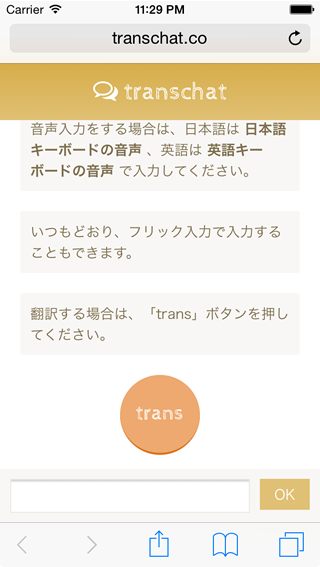 Carrier 11:29 PM
transchat.co
transchat
音声入力をする場合は、日本語は 日本語
キーボードの音声 、英語は 英語キー
ボードの音声 で入力してください。
いつもどおり、フリック入力で入力する
こともできます。
翻訳する場合は、「trans」ボタンを押し
てください。
trans
OK